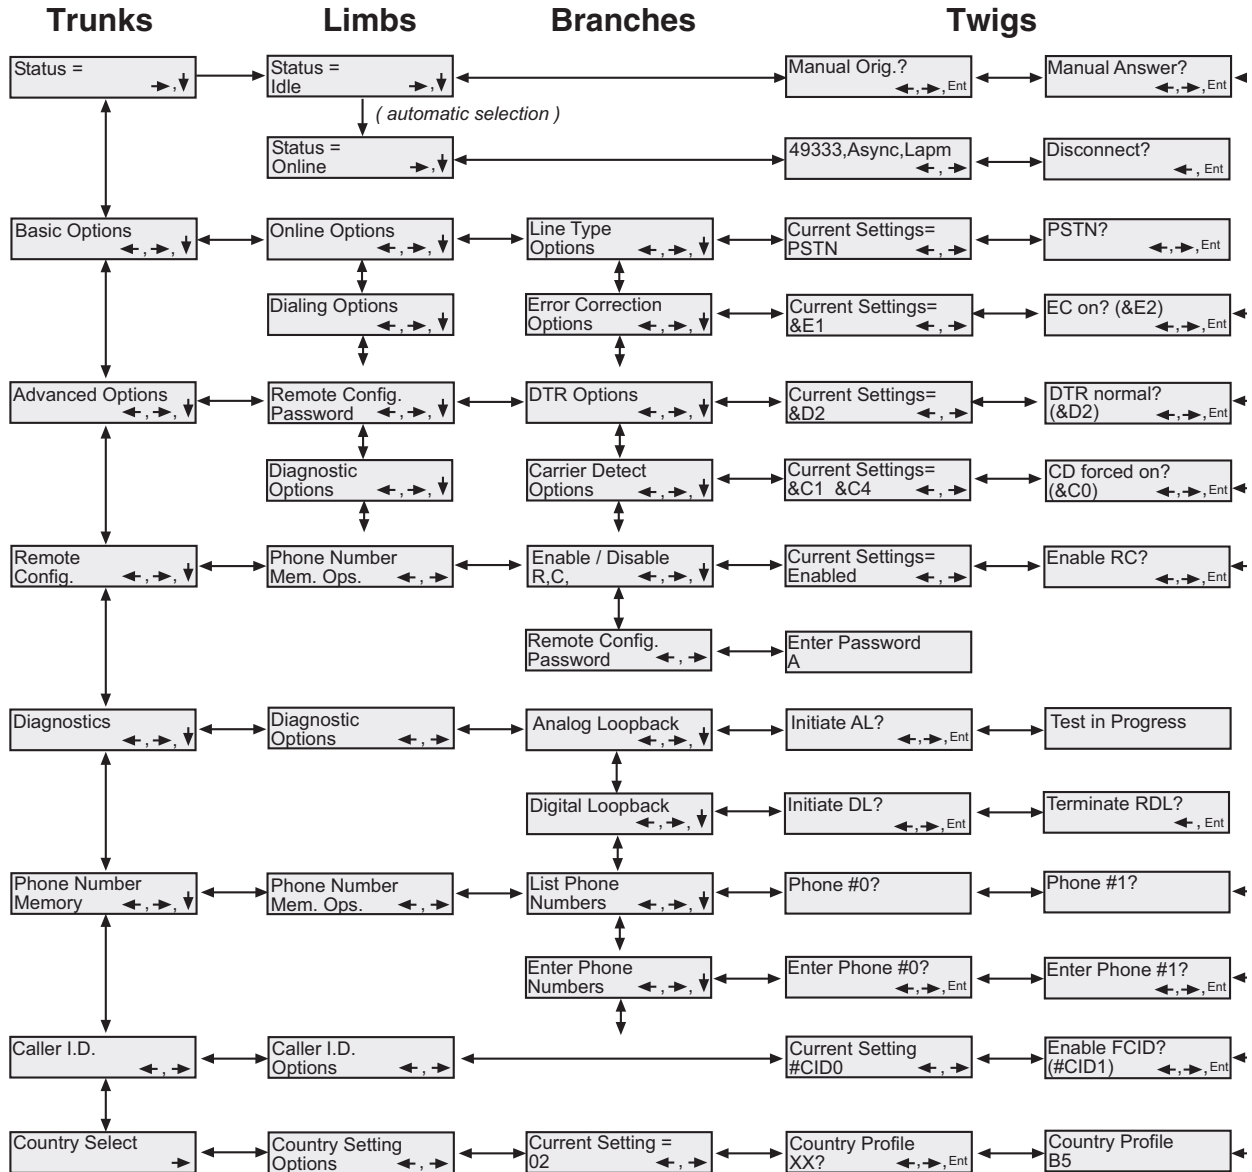 Trunks Limbs Branches Twigs
Status =
Status =
Idle
Manual Orig.?
Ent
Manual Answer?
Ent
( automatic selection )
Status =
Online
49333,Async,Lapm
Disconnect?
Ent
Basic Options
Online Options
Line Type
Options
Current Settings=
PSTN
PSTN?
Ent
Dialing Options
Error Correction
Options
Current Settings=
&E1
EC on? (&E2)
Ent
Advanced Options
Remote Config.
Password
DTR Options
Current Settings=
&D2
DTR normal?
(&D2) Ent
Diagnostic
Options
Carrier Detect
Options
Current Settings=
&C1 &C4
CD forced on?
(&C0) Ent
Remote
Config.
Phone Number
Mem. Ops.
Enable / Disable
R,C,
Current Settings=
Enabled
Enable RC?
Ent
Remote Config.
Password
Enter Password
A
Diagnostics
Diagnostic
Options
Analog Loopback
Initiate AL?
Ent
Test in Progress
Digital Loopback
Initiate DL?
Ent
Terminate RDL?
Ent
Phone Number
Memory
Phone Number
Mem. Ops.
List Phone
Numbers
Phone #0?
Phone #1?
Enter Phone
Numbers
Enter Phone #0?
Ent
Enter Phone #1?
Ent
Caller I.D.
Caller I.D.
Options
Current Setting
#CID0
Enable FCID?
(#CID1) Ent
Country Select
Country Setting
Options
Current Setting =
02
Country Profile
XX? Ent
Country Profile
B5